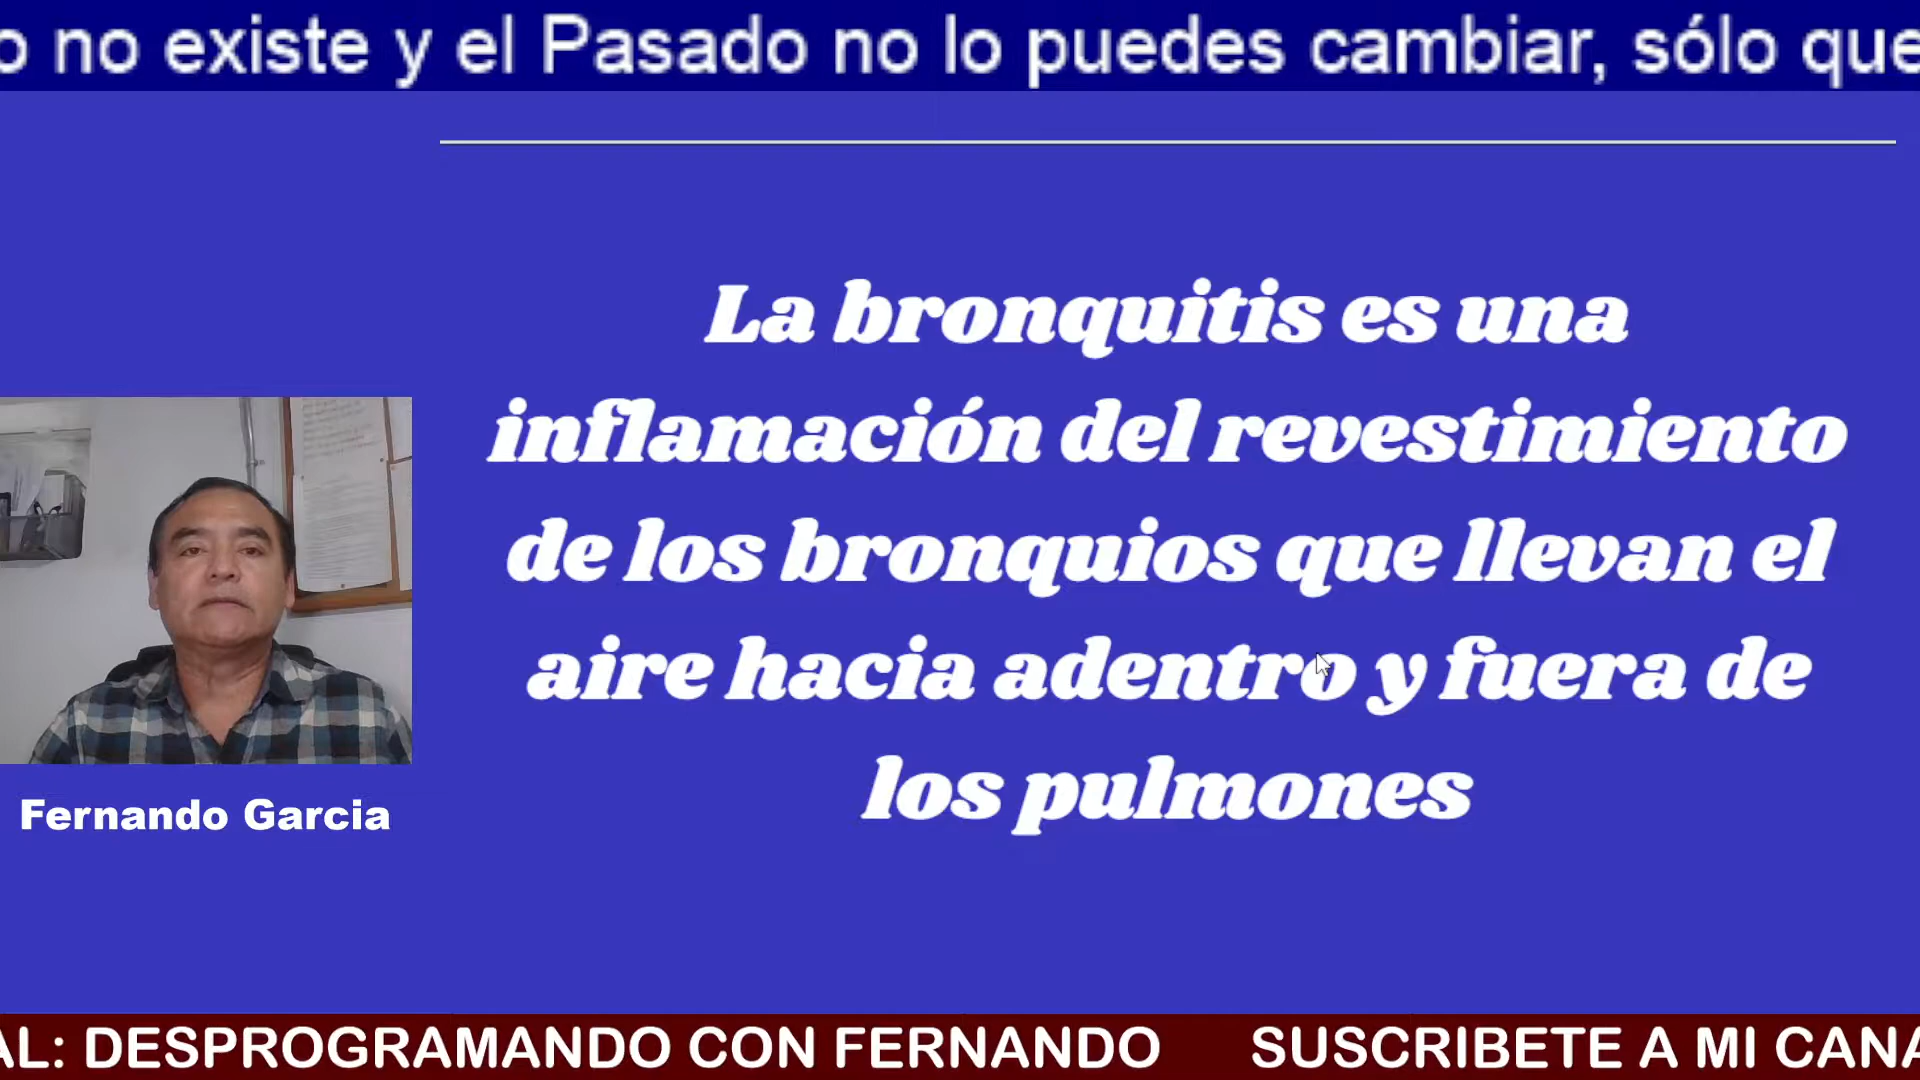 no existe y el Pasado no lo puedes cambiar, sólo que
La bronquitis es una
inflamación del revestimiento
de los bronquios que llevan el
aire hacia adentro y fuera de
los pulmones
Fernando Garcia
AL: DESPROGRAMANDO CON FERNANDO SUSCRIBETE A MI CANA